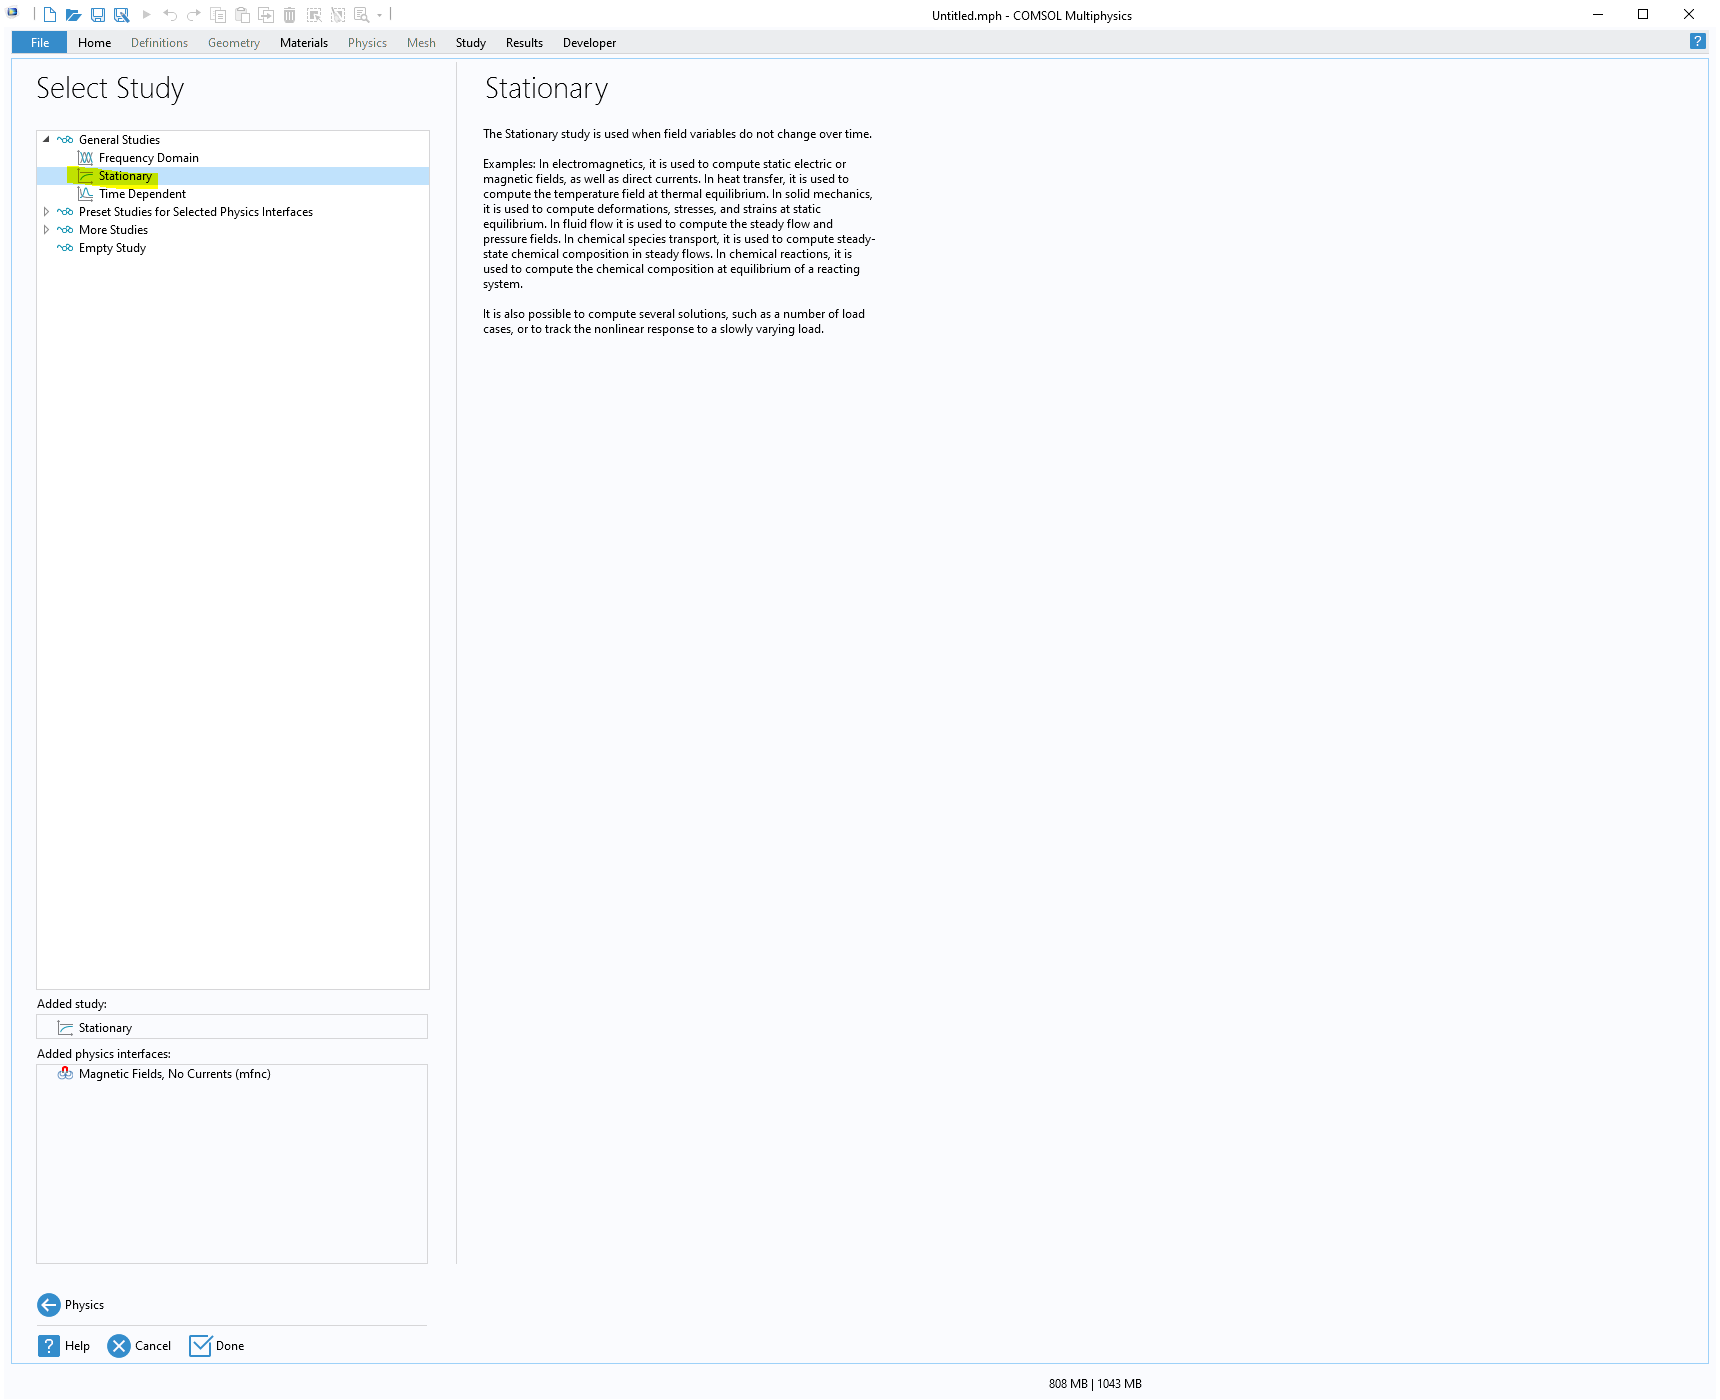 Untitled.mph - COMSOL Multiphysics
File Home Definitions Geometry Materials Physics Mesh Study Results Developer
?
Select Study
General Studies
Frequency Domain
Stationary
Time Dependent
Preset Studies for Selected Physics Interfaces
More Studies
Empty Study
Added study:
Stationary
Added physics interfaces:
Magnetic Fields, No Currents (mfnc)
Physics
? Help Cancel Done
Stationary
The Stationary study is used when field variables do not change over time.
Examples: In electromagnetics, it is used to compute static electric or
magnetic fields, as well as direct currents. In heat transfer, it is used to
compute the temperature field at thermal equilibrium. In solid mechanics,
it is used to compute deformations, stresses, and strains at static
equilibrium. In fluid flow it is used to compute the steady flow and
pressure fields. In chemical species transport, it is used to compute steady-
state chemical composition in steady flows. In chemical reactions, it is
used to compute the chemical composition at equilibrium of a reacting
system.
It is also possible to compute several solutions, such as a number of load
cases, or to track the nonlinear response to a slowly varying load.
808 MB | 1043 MB